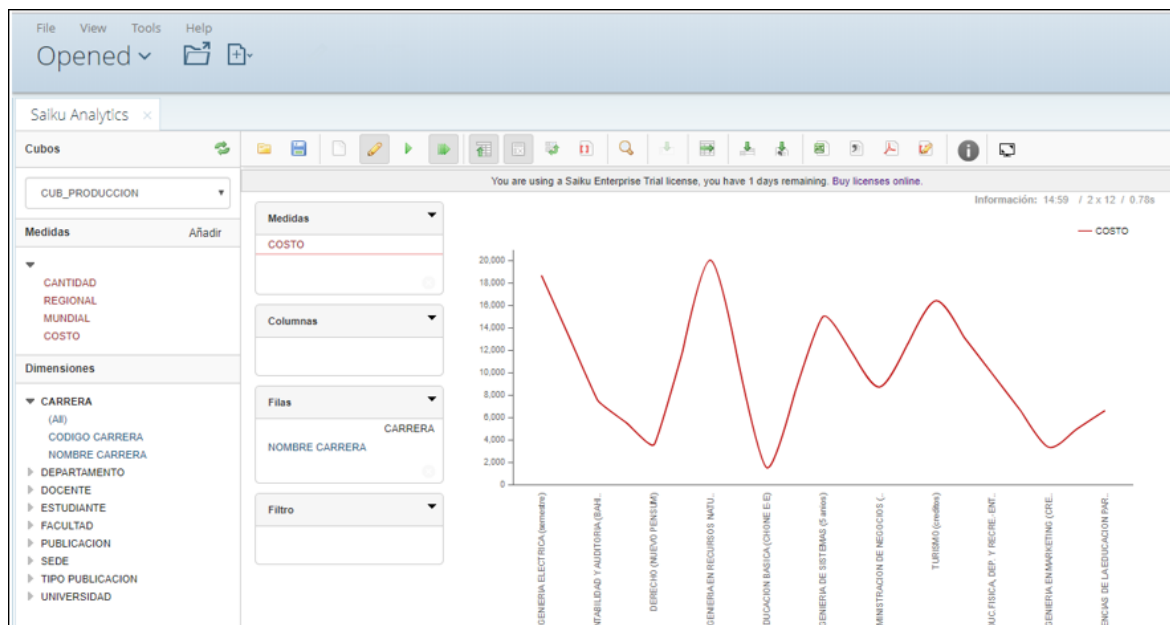 File View Tools Help
Opened
Saiku Analytics ×
Cubos
CUB_PRODUCCION
Medidas Añadir
CANTIDAD
REGIONAL
MUNDIAL
COSTO
Dimensiones
CARRERA
(All)
CODIGO CARRERA
NOMBRE CARRERA
DEPARTAMENTO
DOCENTE
ESTUDIANTE
FACULTAD
PUBLICACION
SEDE
TIPO PUBLICACION
UNIVERSIDAD
You are using a Saiku Enterprise Trial license, you have 1 days remaining. Buy licenses online.
Información: 14:59 / 2 x 12 / 0.78s
Medidas
COSTO
Columnas
Filas
CARRERA
NOMBRE CARRERA
Filtro
COSTO
20,000
18,000
16,000
14,000
12,000
10,000
8,000
6,000
4,000
2,000
0
GENIERIA ELECTRICA (semestre)
NTABILIDAD Y AUDITORIA (BAHI...
DERECHO (NUEVO PENSUM)
GENIERIA EN RECURSOS NATU...
DUCACION BASICA (CHONE E-E)
GENIERIA DE SISTEMAS (5 anios)
MINISTRACION DE NEGOCIOS (...
TURISMO (creditos)
UC.FISICA, DEP. Y RECRE.-ENT...
GENIERIA EN MARKETING (CRE...
ENCIAS DE LA EDUCACION PAR...